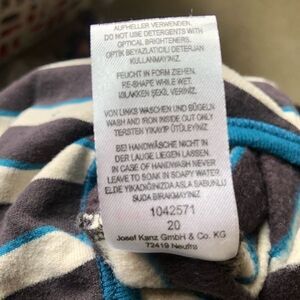 AUFHELLER VERWENDEN.
DO NOT USE DETERGENTS WITH
OPTICAL BRIGHTENERS.
OPTİK BEYAZLATICILI DETERJAN
KULLANMAYINIZ.
FEUCHT IN FORM ZIEHEN.
RE-SHAPE WHILE WET.
ISLAKKEN ŞEKİL VERİNİZ.
VON LINKS WASCHEN UND BÜGELN
WASH AND IRON INSIDE OUT ONLY
TERSTEN YIKAYIP ÜTÜLEYİNİZ
BEI HANDWÄSCHE NICHT IN
DER LAUGE LIEGEN LASSEN.
IN CASE OF HANDWASH NEVER
LEAVE TO SOAK IN SOAPY WATER.
ELDE YIKADIĞINIZDA ASLA SABUNLU
SUDA BIRAKMAYINIZ.
1042571
20
Josef Kanz GmbH & Co. KG
72419 Neufra